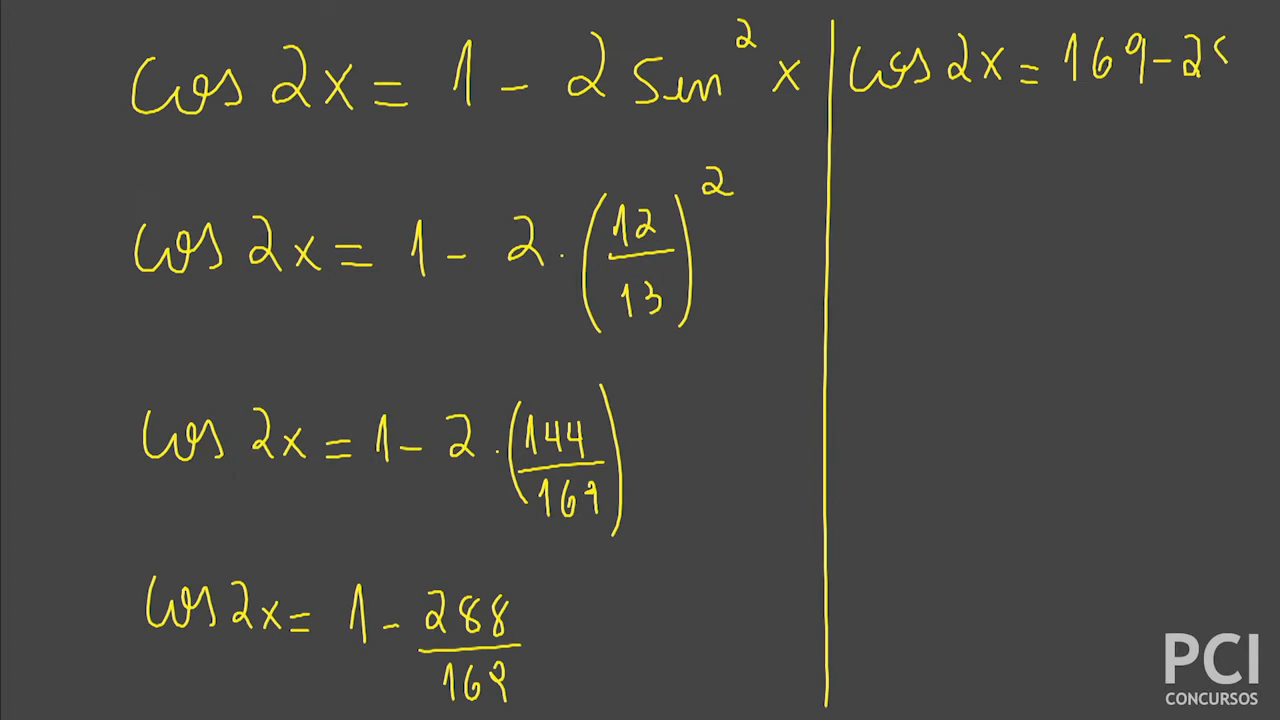 cos 2x = 1 - 2 sen² x
cos 2x = 1 - 2 · (12/13)²
cos 2x = 1 - 2 · (144/169)
cos 2x = 1 - 288/169
cos 2x = 169 - 2
PCI
CONCURSOS